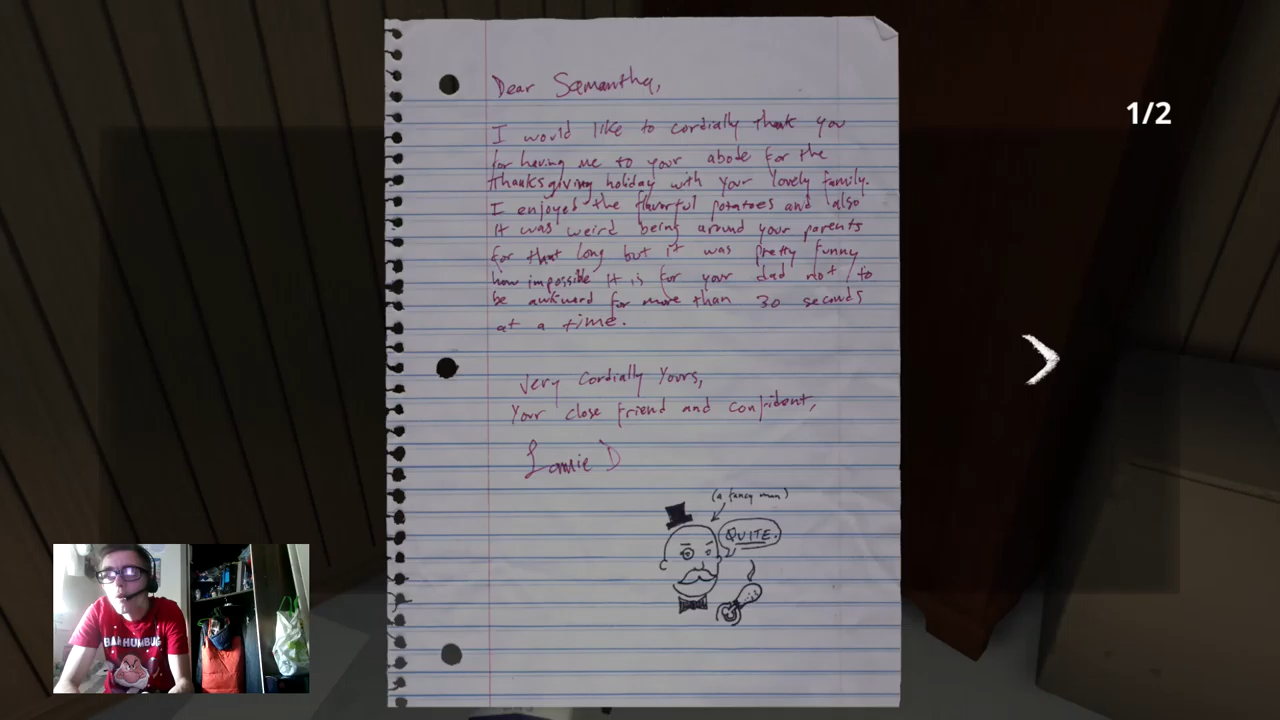 Dear Samantha,
I would like to cordially thank you
for having me to your abode for the
thanksgiving holiday with your lovely family.
I enjoyed the flavorful potatoes and also
it was weird being around your parents
for that long but it was pretty funny
how impossible it is for your dad not to
be awkward for more than 30 seconds
at a time.
Very Cordially Yours,
Your close friend and confident,
Lonnie D
(a fancy man)
QUITE.
1/2
BAH HUMBUG